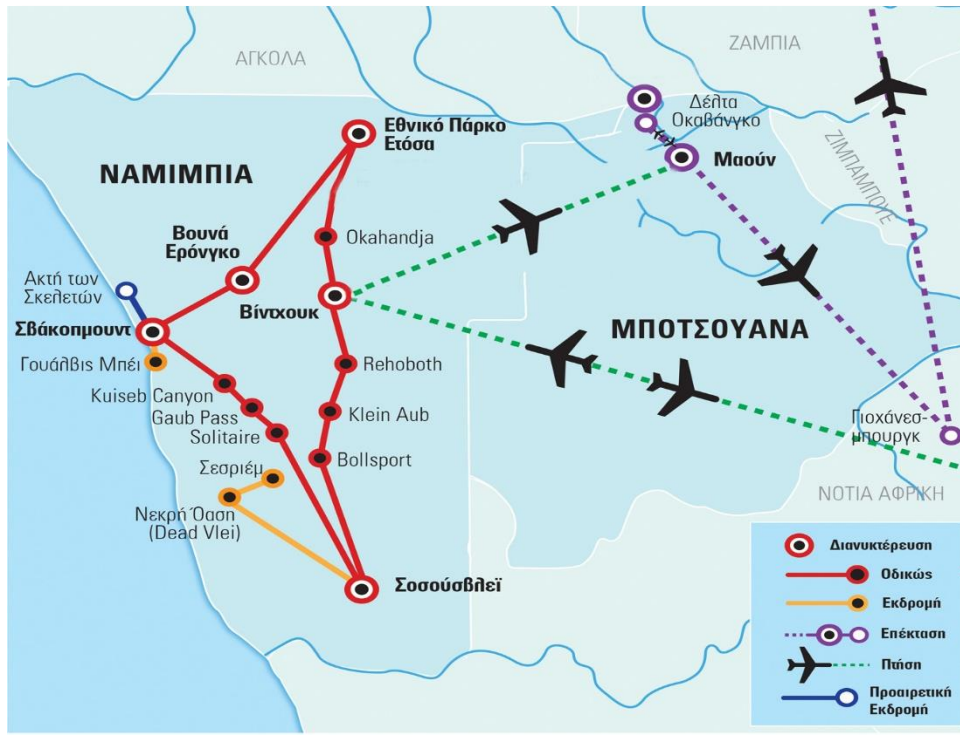 ΑΓΚΟΛΑ
ΖΑΜΠΙΑ
Δέλτα
Οκαβάνγκο
Εθνικό Πάρκο
Ετόσα
Μαούν
ΖΙΜΠΑΜΠΟΥΕ
ΝΑΜΙΜΠΙΑ
Βουνά
Ερόνγκο
Okahandja
Ακτή των
Σκελετών
Βίντχουκ
Σβάκοπμουντ
ΜΠΟΤΣΟΥΑΝΑ
Γουάλβις Μπέι
Rehoboth
Kuiseb Canyon
Gaub Pass
Klein Aub
Solitaire
Γιοχάνεσ-
μπουργκ
Bollsport
Σεσριέμ
ΝΟΤΙΑ ΑΦΡΙΚΗ
Νεκρή Όαση
(Dead Vlei)
Σοσούσβλεϊ
Διανυκτέρευση
Οδικώς
Εκδρομή
Επέκταση
Πτήση
Προαιρετική
Εκδρομή